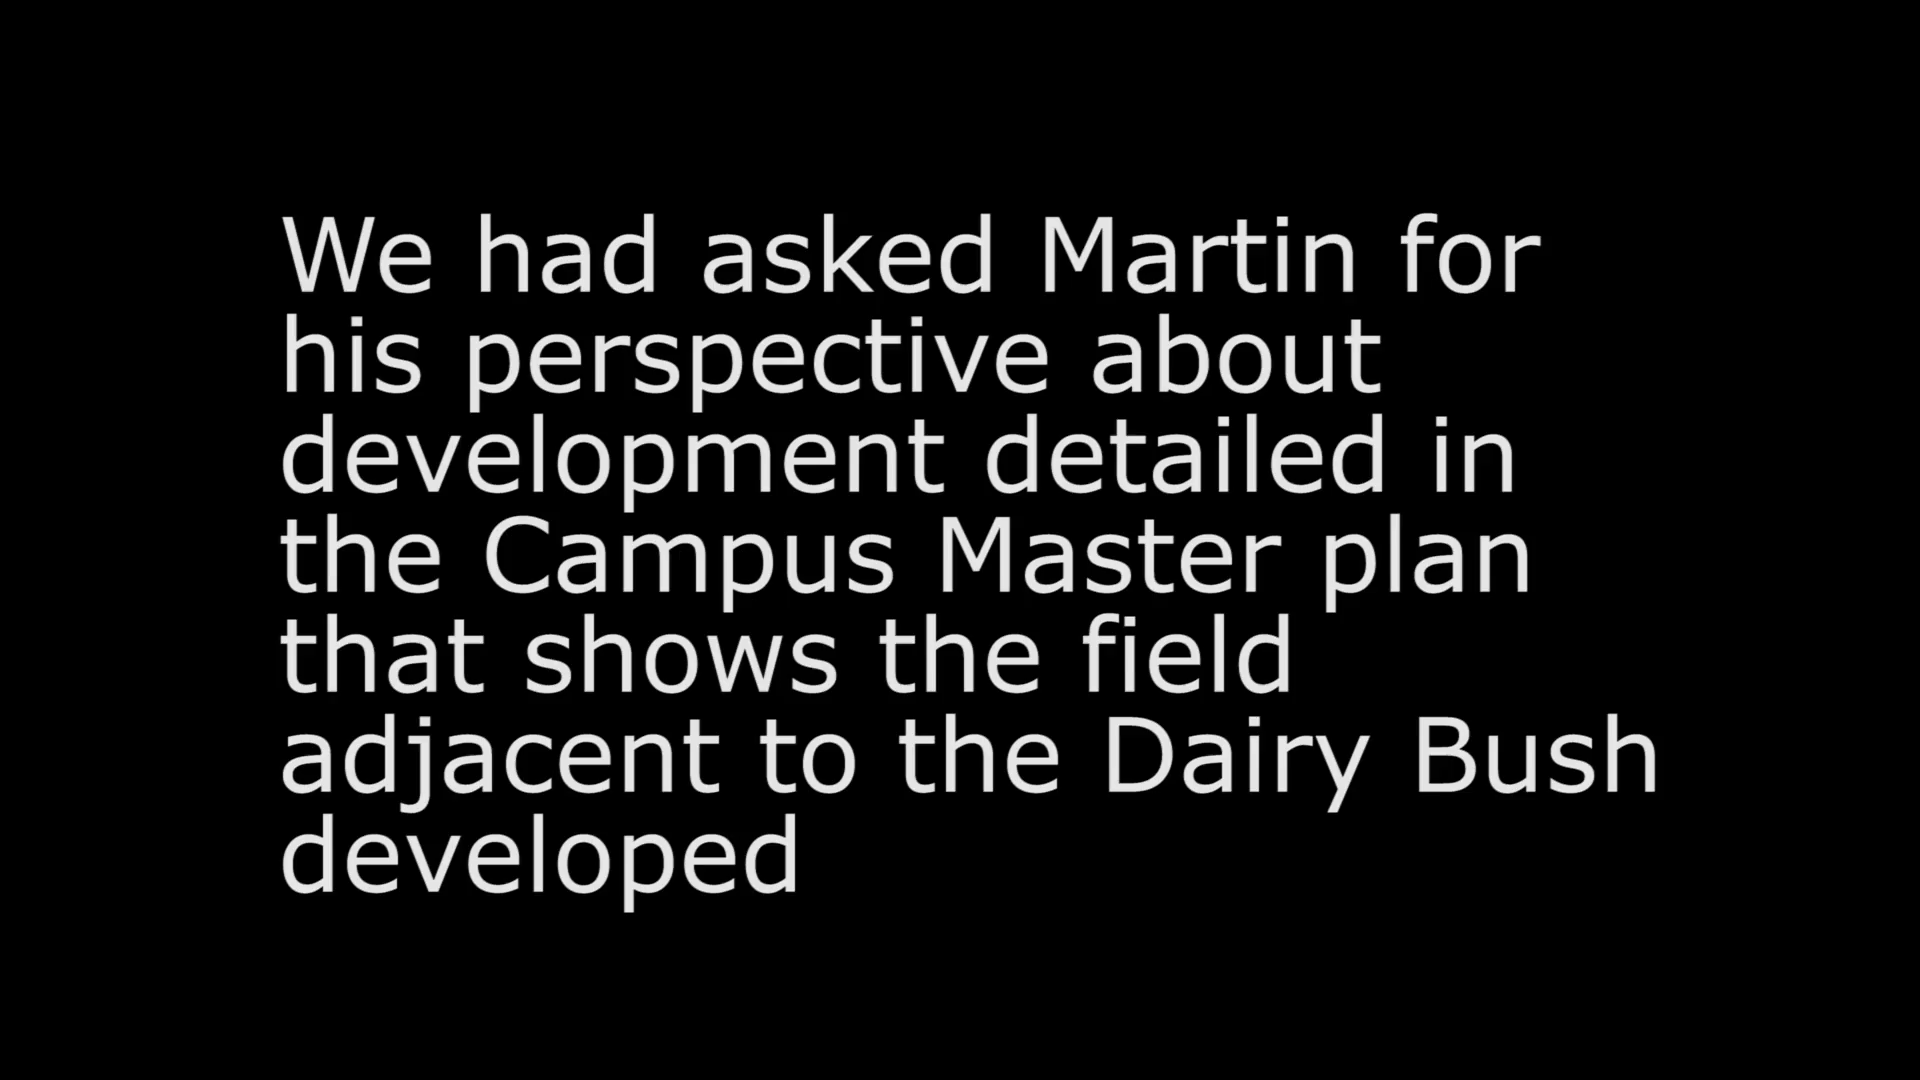 We had asked Martin for
his perspective about
development detailed in
the Campus Master plan
that shows the field
adjacent to the Dairy Bush
developed